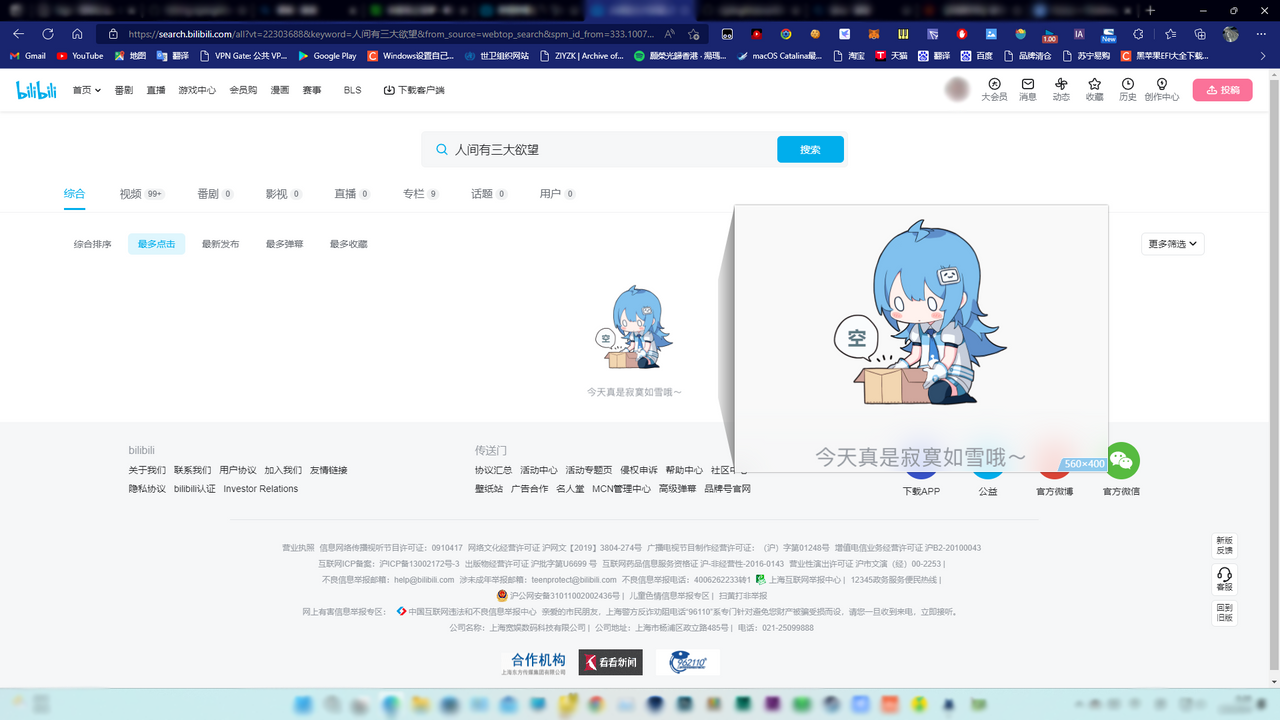 https://search.bilibili.com/all?vt=223036888&keyword=人间有三大欲望&from_source=webtop_search&spm_id_from=333.1007...
1.00
New
Gmail
YouTube
地图
翻译
VPN Gate: 公共 VP...
Google Play
Windows设置自己...
世卫组织网站
ZIYZK | Archive of...
macOS Catalina最...
淘宝
天猫
翻译
百度
品牌清仓
苏宁易购
黑苹果EFI大全下载...
bilibili
首页
番剧
直播
游戏中心
会员购
漫画
赛事
BLS
下载客户端
大会员
消息
动态
收藏
历史
创作中心
投稿
人间有三大欲望
搜索
综合
视频 99+
番剧 0
影视 0
直播 0
专栏 9
话题 0
用户 0
综合排序
最多点击
最新发布
最多弹幕
最多收藏
更多筛选
空
今天真是寂寞如雪哦～
空
今天真是寂寞如雪哦～
560×400
bilibili
关于我们 联系我们 用户协议 加入我们 友情链接
隐私协议 bilibili认证 Investor Relations
传送门
协议汇总 活动中心 活动专题页 侵权申诉 帮助中心 社区中
壁纸站 广告合作 名人堂 MCN管理中心 高级弹幕 品牌号官网
下载APP
公益
官方微博
官方微信
营业执照 信息网络传播视听节目许可证：0910417 网络文化经营许可证 沪网文【2019】3804-274号 广播电视节目制作经营许可证：（沪）字第01248号 增值电信业务经营许可证 沪B2-20100043
互联网ICP备案：沪ICP备13002172号-3 出版物经营许可证 沪批字第U6699 号 互联网药品信息服务资格证 沪-非经营性-2016-0143 营业性演出许可证 沪市文演（经）00-2253 |
不良信息举报邮箱：help@bilibili.com 涉未成年举报邮箱：teenprotect@bilibili.com 不良信息举报电话：4006262233转1 上海互联网举报中心 | 12345政务服务便民热线 |
沪公网安备31011002002436号 | 儿童色情信息举报专区 | 扫黄打非举报
网上有害信息举报专区： 中国互联网违法和不良信息举报中心 亲爱的市民朋友，上海警方反诈劝阻电话“96110”系专门针对避免您财产被骗受损而设，请您一旦收到来电，立即接听。
公司名称：上海宽娱数码科技有限公司 | 公司地址：上海市杨浦区政立路485号 | 电话：021-25099888
合作机构
上海东方传媒集团有限公司
看看新闻
962110
新版
反馈
客服
回到
旧版